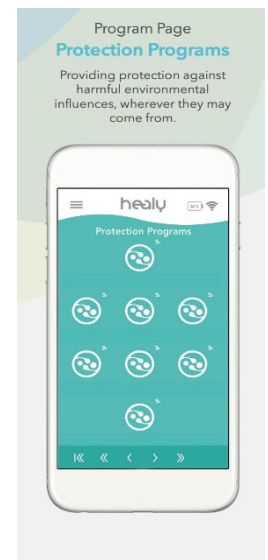 Program Page
Protection Programs
Providing protection against
harmful environmental
influences, wherever they may
come from.
healy
Protection Programs